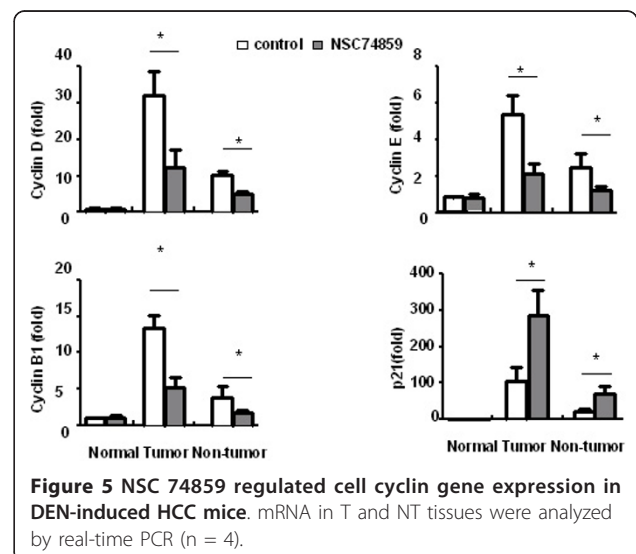 control NSC74859
Cyclin D (fold)
40
30
20
10
0
*
*
Cyclin E (fold)
8
6
4
2
0
*
*
Cyclin B1 (fold)
20
15
10
5
0
*
*
Normal Tumor Non-tumor
p21(fold)
400
300
200
100
0
*
*
Normal Tumor Non-tumor
Figure 5 NSC 74859 regulated cell cyclin gene expression in
DEN-induced HCC mice. mRNA in T and NT tissues were analyzed
by real-time PCR (n = 4).